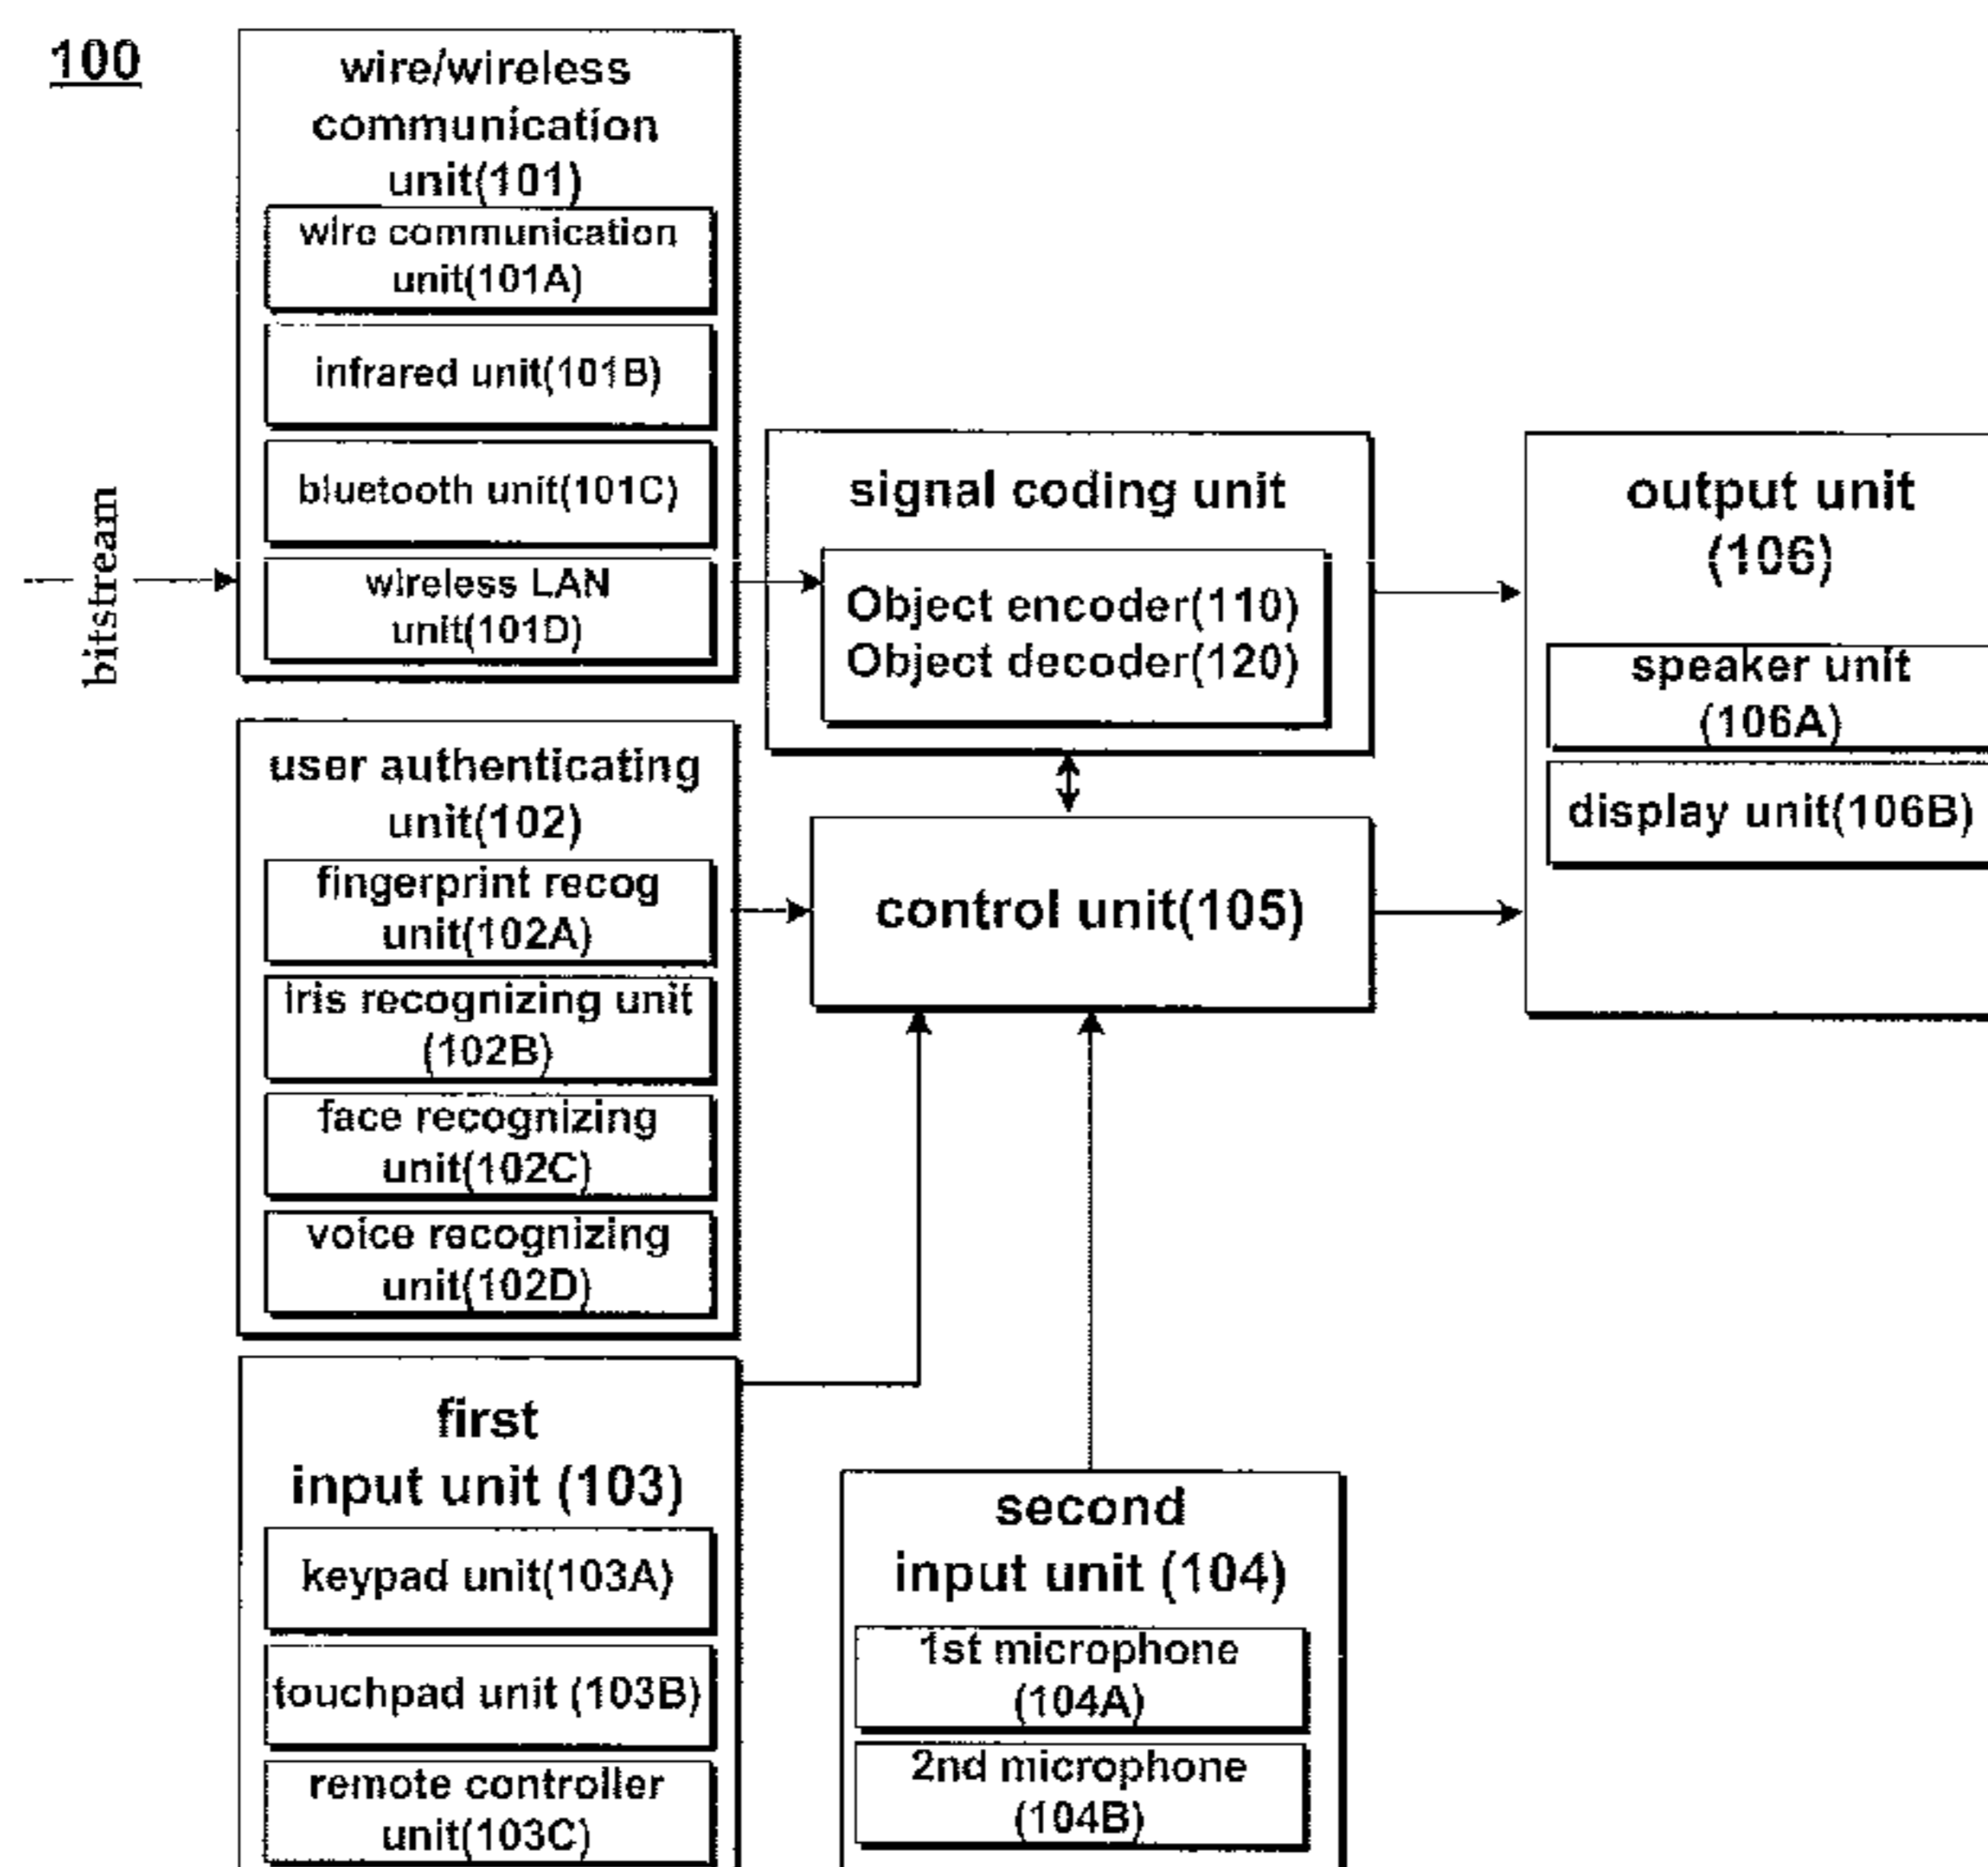 100
wire/wireless
communication
unit(101)
wire communication
unit(101A)
infrared unit(101B)
bluetooth unit(101C)
wireless LAN
unit(101D)
bitstream
signal coding unit
Object encoder(110)
Object decoder(120)
output unit
(106)
speaker unit
(106A)
display unit(106B)
user authenticating
unit(102)
fingerprint recog
unit(102A)
iris recognizing unit
(102B)
face recognizing
unit(102C)
voice recognizing
unit(102D)
control unit(105)
first
input unit (103)
keypad unit(103A)
touchpad unit (103B)
remote controller
unit(103C)
second
input unit (104)
1st microphone
(104A)
2nd microphone
(104B)